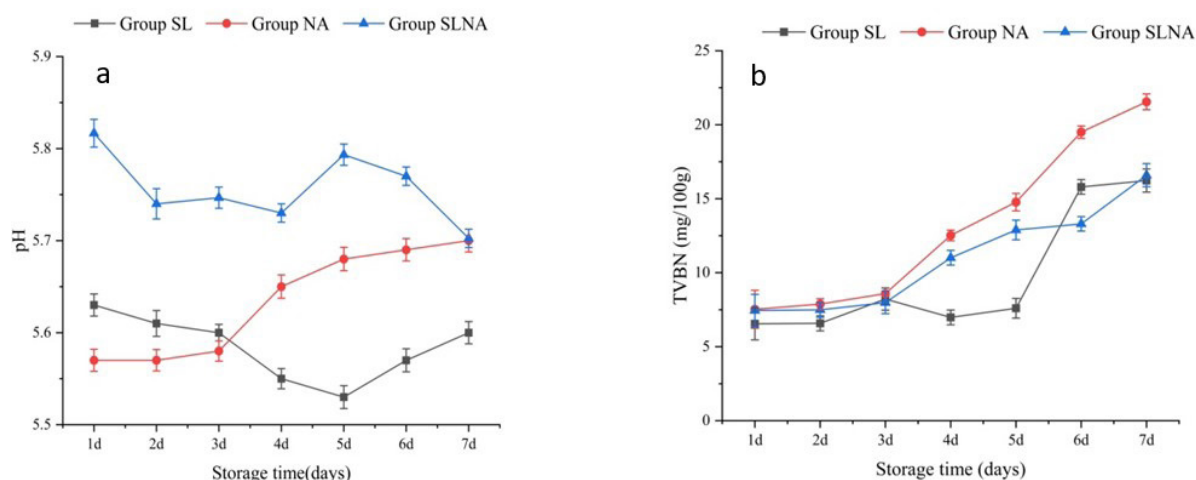 Group SL Group NA Group SLNA
a
5.9
5.8
5.7
5.6
5.5
pH
1d 2d 3d 4d 5d 6d 7d
Storage time(days)
Group SL Group NA Group SLNA
b
25
20
15
10
5
0
TVBN (mg/100g)
1d 2d 3d 4d 5d 6d 7d
Storage time (days)